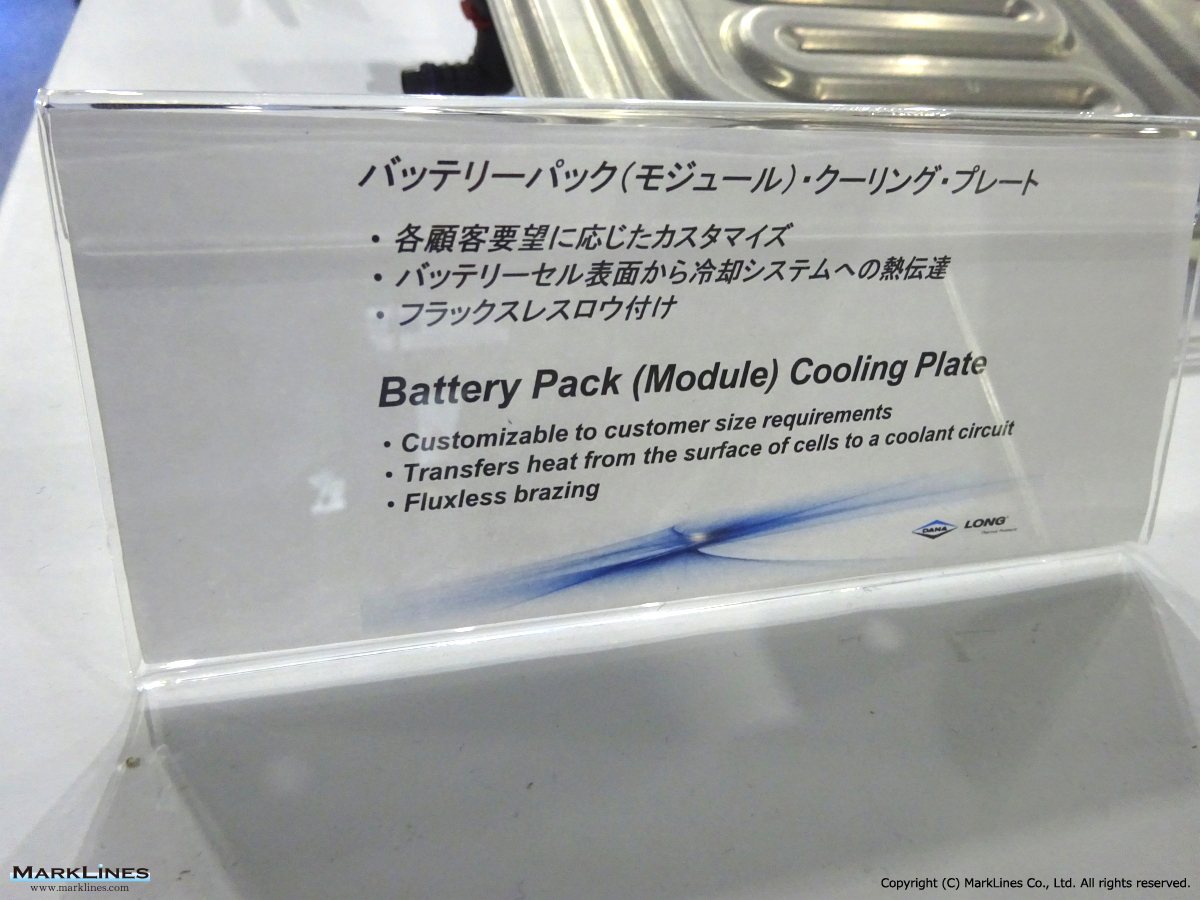 バッテリーパック(モジュール)・クーリング・プレート
・各顧客要望に応じたカスタマイズ
・バッテリーセル表面から冷却システムへの熱伝達
・フラックスレスロウ付け
Battery Pack (Module) Cooling Plate
• Customizable to customer size requirements
• Transfers heat from the surface of cells to a coolant circuit
• Fluxless brazing
DANA LONG
MARKLINES
www.marklines.com
Copyright (C) MarkLines Co., Ltd. All rights reserved.